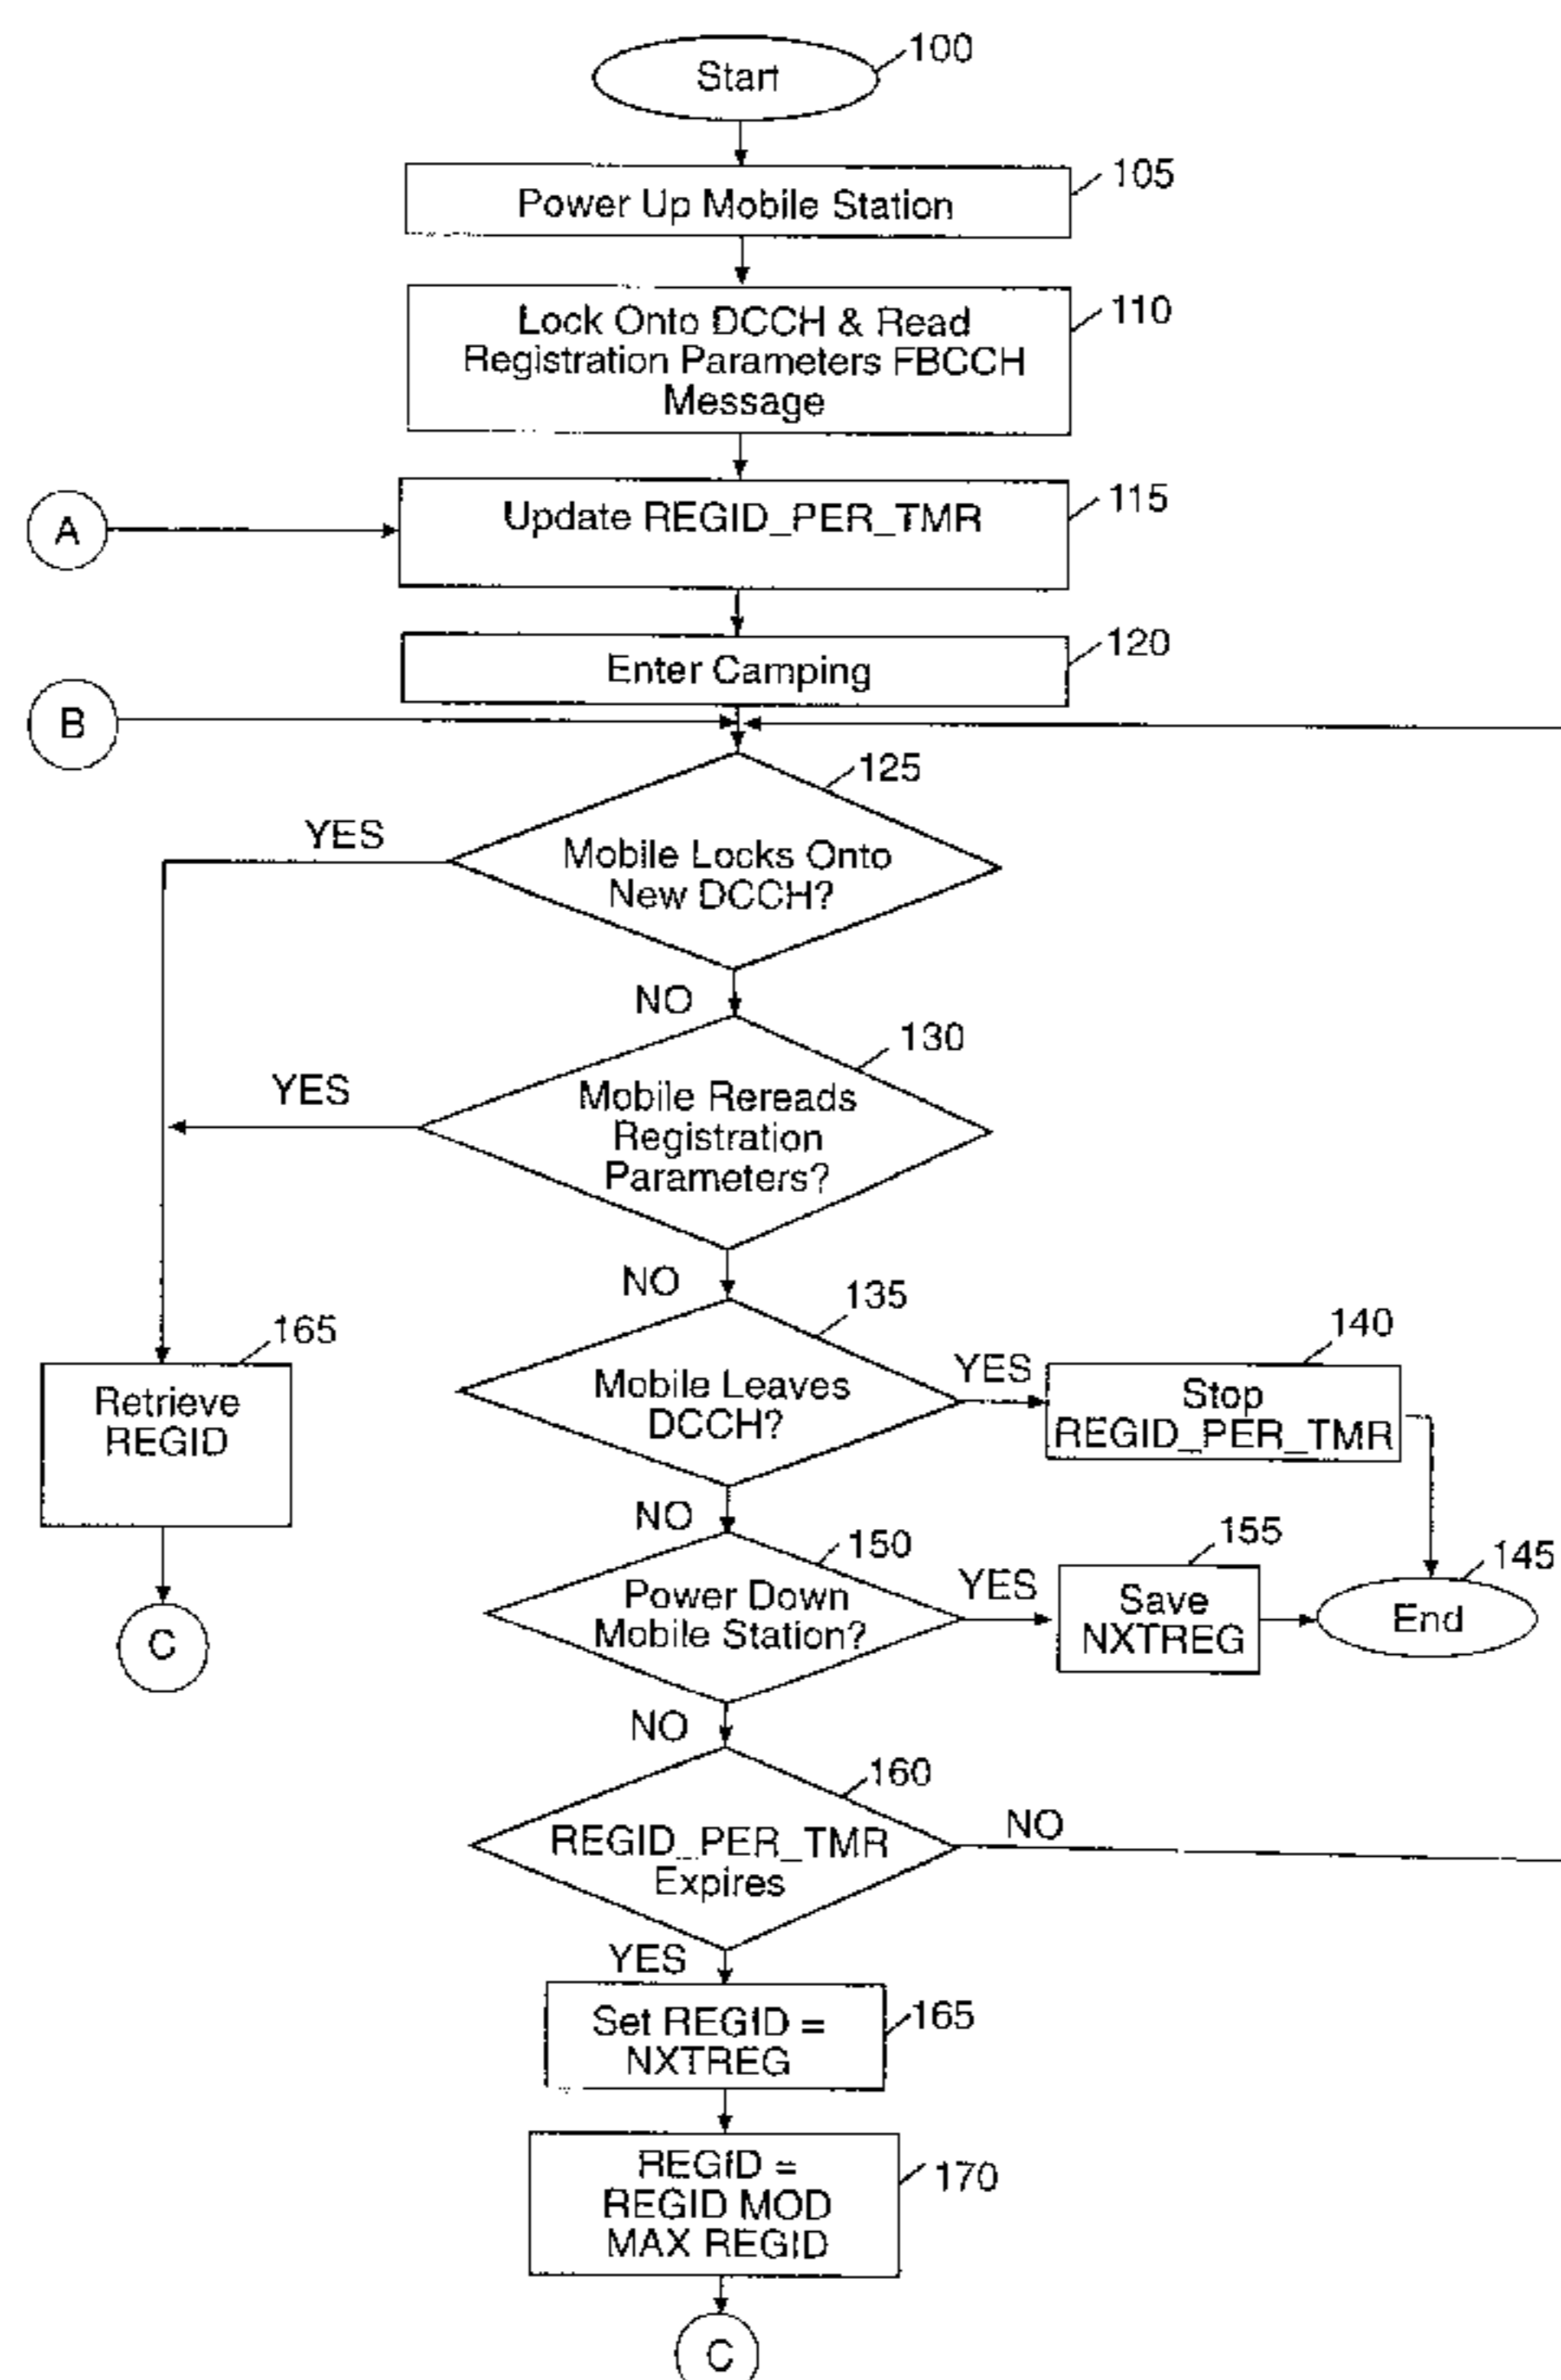 Start
100
Power Up Mobile Station
105
Lock Onto DCCH & Read
Registration Parameters FBCCH
Message
110
A
Update REGID_PER_TMR
115
Enter Camping
120
B
125
YES
Mobile Locks Onto
New DCCH?
NO
130
YES
Mobile Rereads
Registration
Parameters?
NO
135
165
Retrieve
REGID
Mobile Leaves
DCCH?
YES
140
Stop
REGID_PER_TMR
NO
150
155
145
C
Power Down
Mobile Station?
YES
Save
NXTREG
End
NO
160
REGID_PER_TMR
Expires
NO
YES
Set REGID =
NXTREG
165
REGID =
REGID MOD
MAX REGID
170
C